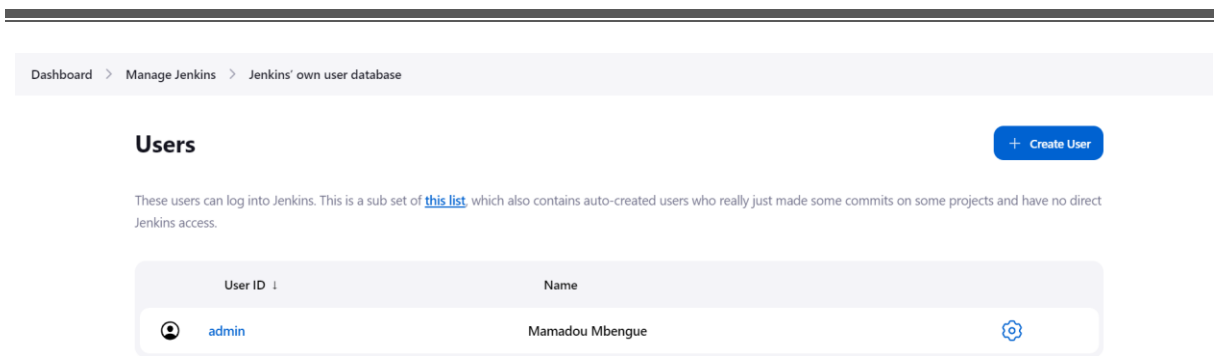 Dashboard > Manage Jenkins > Jenkins' own user database
Users
+ Create User
These users can log into Jenkins. This is a sub set of this list, which also contains auto-created users who really just made some commits on some projects and have no direct
Jenkins access.
User ID ↓ Name
admin Mamadou Mbengue